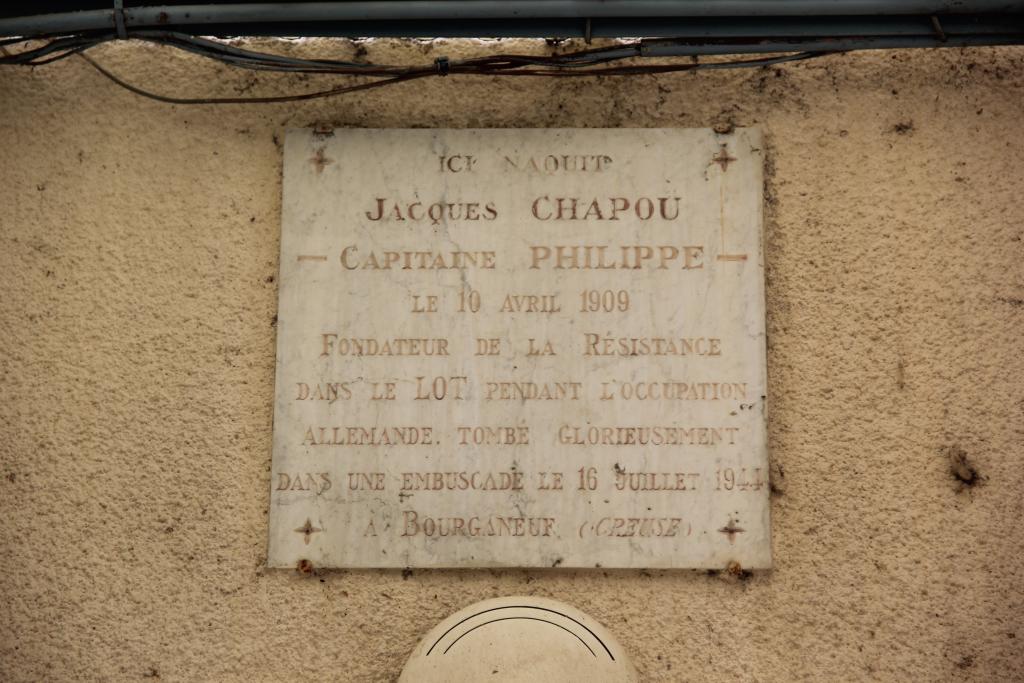 ICI NAQUIT
JACQUES CHAPOU
— CAPITAINE PHILIPPE —
LE 10 AVRIL 1909
FONDATEUR DE LA RÉSISTANCE
DANS LE LOT PENDANT L'OCCUPATION
ALLEMANDE. TOMBÉ GLORIEUSEMENT
DANS UNE EMBUSCADE LE 16 JUILLET 1944
A BOURGANEUF (CREUSE)